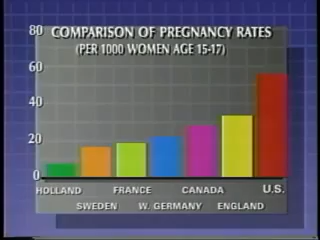 COMPARISON OF PREGNANCY RATES
(PER 1000 WOMEN AGE 15-17)
80
60
40
20
0
HOLLAND FRANCE CANADA U.S.
SWEDEN W. GERMANY ENGLAND